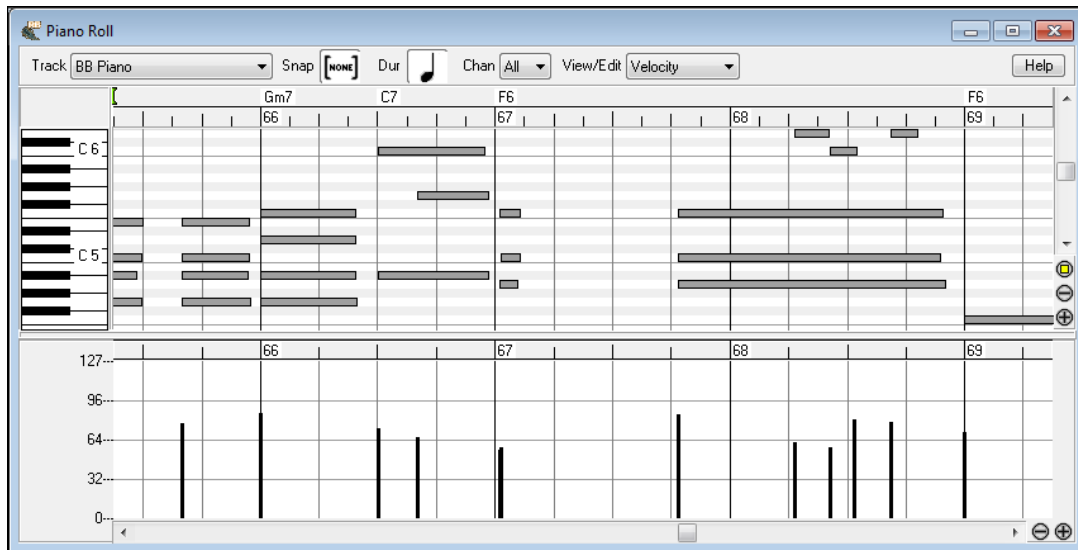 Piano Roll
Track BB Piano Snap [NONE] Dur Chan All View/Edit Velocity Help
Gm7 C7 F6 F6
66 67 68 69
C 6
C 5
66 67 68 69
127
96
64
32
0